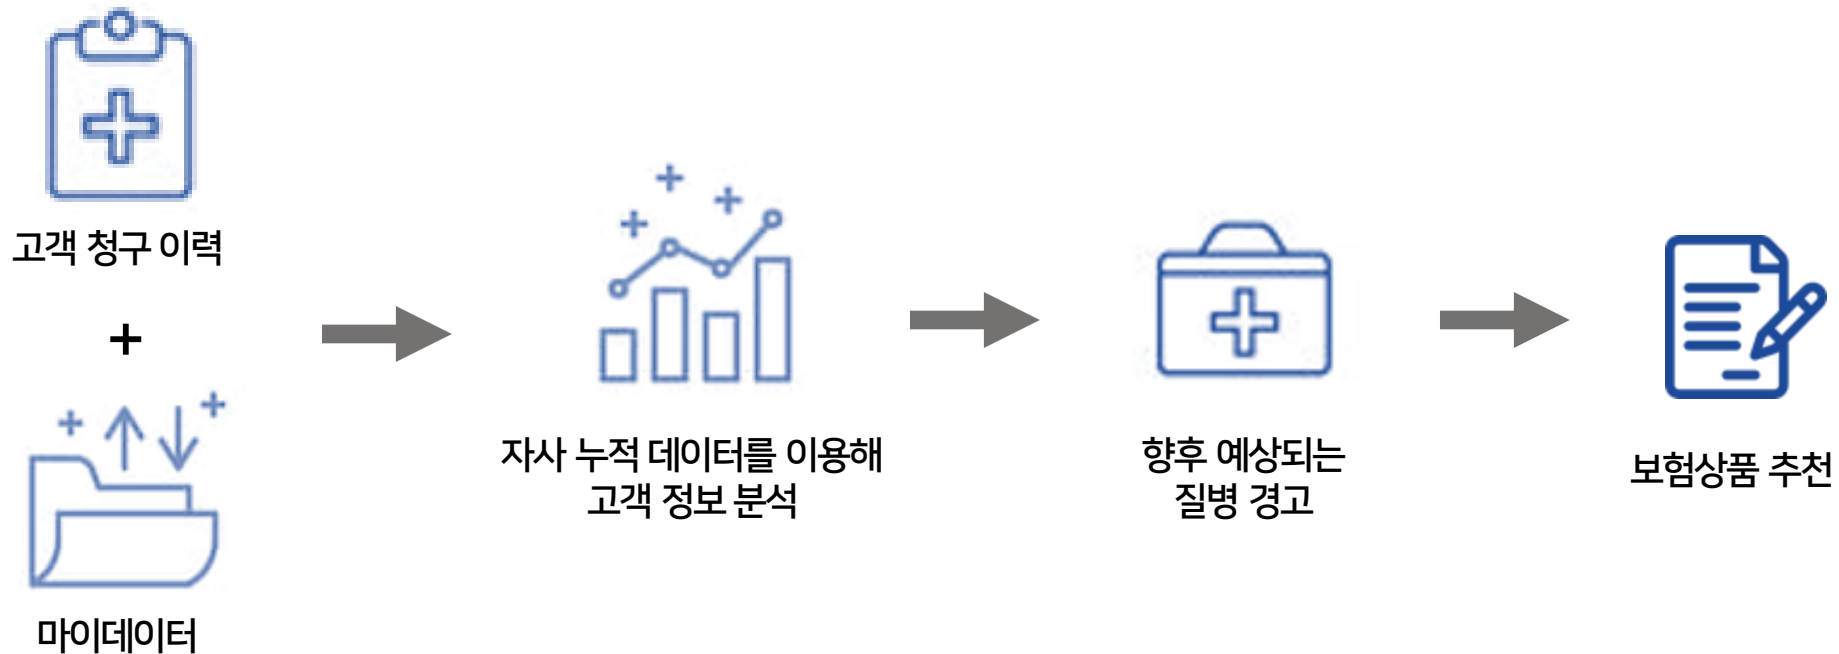 고객 청구 이력
+
마이데이터
자사 누적 데이터를 이용해
고객 정보 분석
향후 예상되는
질병 경고
보험상품 추천